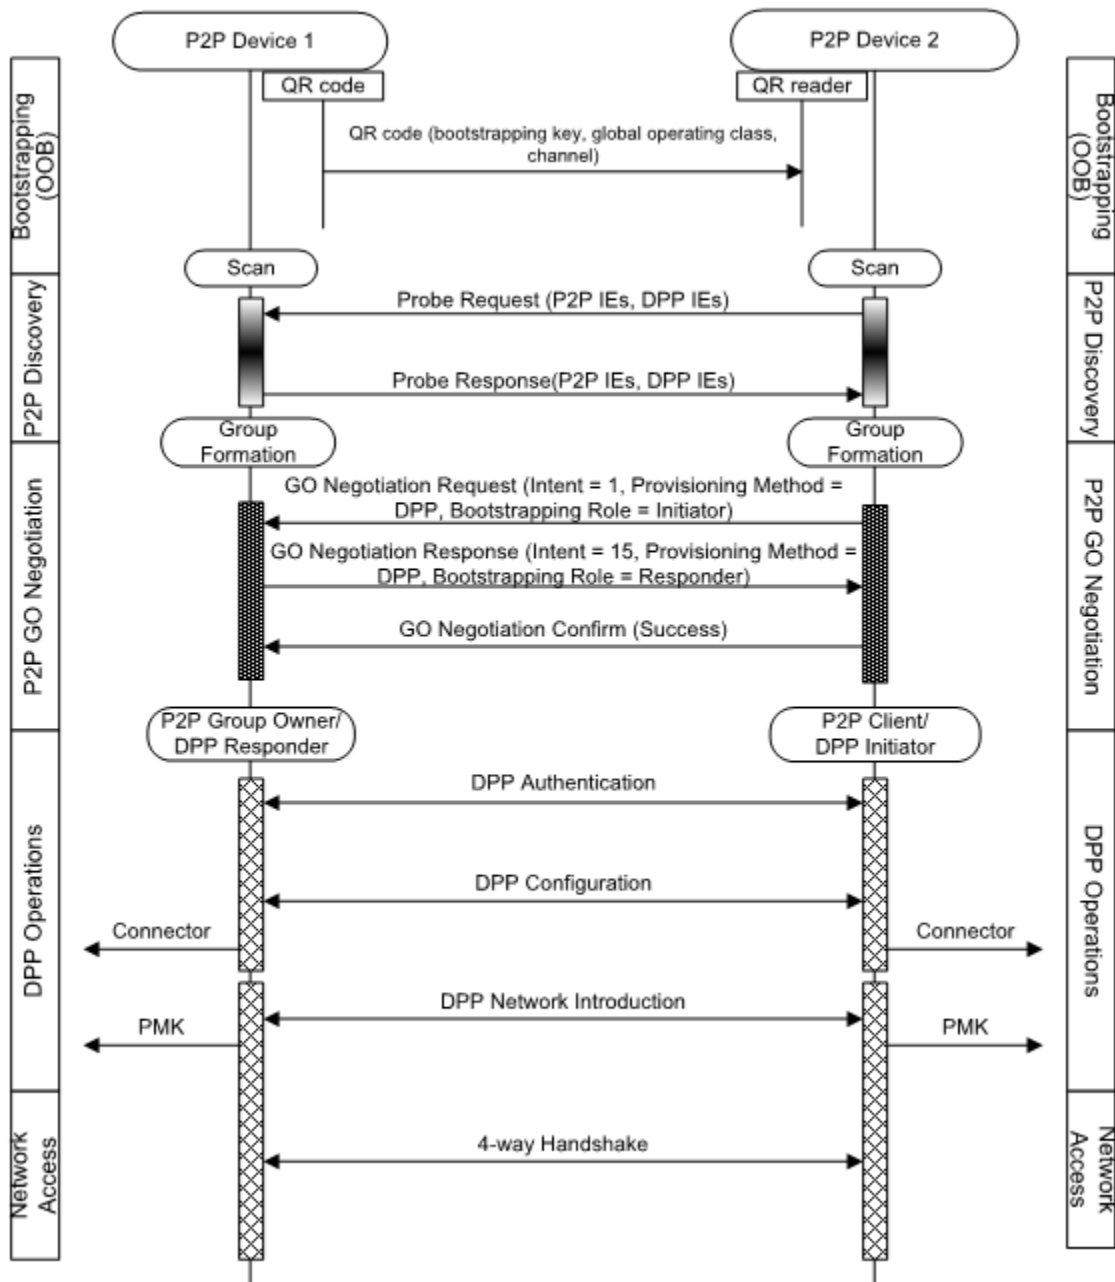 P2P Device 1
P2P Device 2
QR code
QR reader
Bootstrapping
(OOB)
QR code (bootstrapping key, global operating class,
channel)
Bootstrapping
(OOB)
Scan
Scan
P2P Discovery
Probe Request (P2P IEs, DPP IEs)
Probe Response(P2P IEs, DPP IEs)
P2P Discovery
Group
Formation
Group
Formation
P2P GO Negotiation
GO Negotiation Request (Intent = 1, Provisioning Method =
DPP, Bootstrapping Role = Initiator)
GO Negotiation Response (Intent = 15, Provisioning Method =
DPP, Bootstrapping Role = Responder)
GO Negotiation Confirm (Success)
P2P GO Negotiation
P2P Group Owner/
DPP Responder
P2P Client/
DPP Initiator
DPP Operations
DPP Authentication
DPP Configuration
Connector
Connector
DPP Network Introduction
PMK
PMK
DPP Operations
Network
Access
4-way Handshake
Network
Access